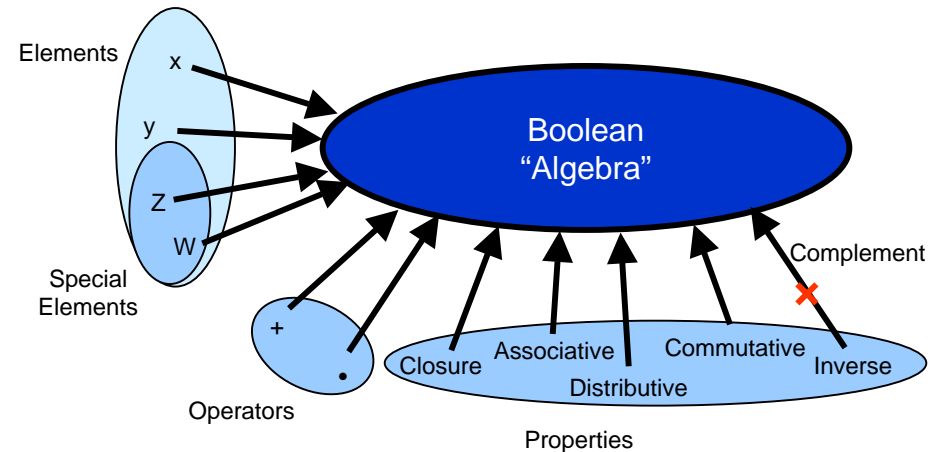 Elements
x
y
Z
W
Special
Elements
Boolean
“Algebra”
Complement
+
•
Operators
Closure
Associative
Distributive
Commutative
Inverse
Properties